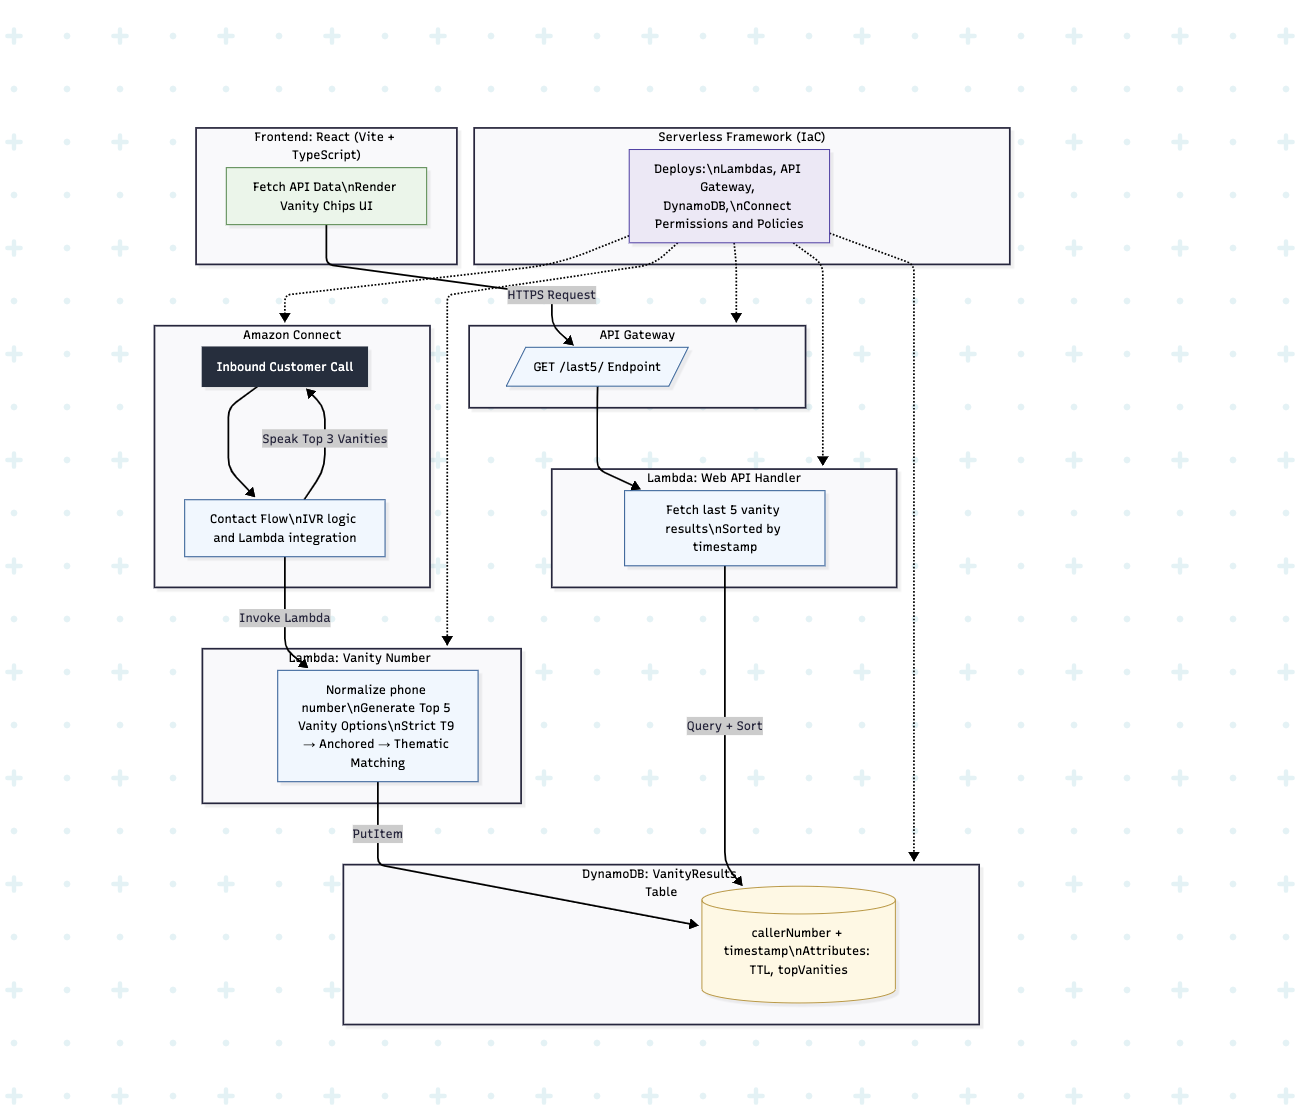 Frontend: React (Vite +
TypeScript)
Fetch API Data\nRender
Vanity Chips UI
Serverless Framework (IaC)
Deploys:\nLambdas, API
Gateway,
DynamoDB,\nConnect
Permissions and Policies
HTTPS Request
Amazon Connect
Inbound Customer Call
Speak Top 3 Vanities
Contact Flow\nIVR logic
and Lambda integration
API Gateway
GET /last5/ Endpoint
Lambda: Web API Handler
Fetch last 5 vanity
results\nSorted by
timestamp
Invoke Lambda
Lambda: Vanity Number
Normalize phone
number\nGenerate Top 5
Vanity Options\nStrict T9
→ Anchored → Thematic
Matching
Query + Sort
PutItem
DynamoDB: VanityResults
Table
callerNumber +
timestamp\nAttributes:
TTL, topVanities